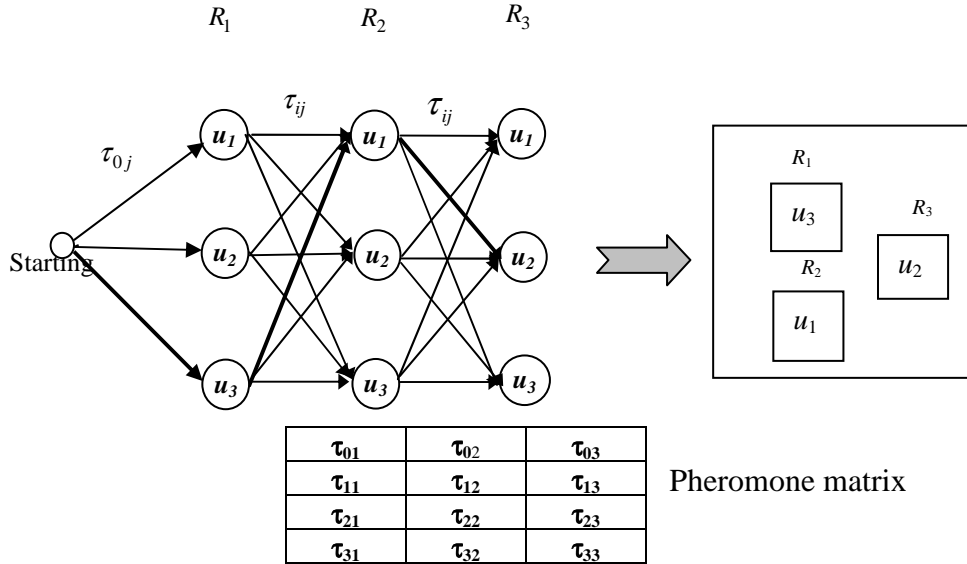 R1 R2 R3
τij τij
τ0j
u1 u1 u1
R1
u3
R3
Starting
u2 u2 u2
u2
R2
u1
u3 u3 u3
τ01 τ02 τ03
τ11 τ12 τ13
τ21 τ22 τ23
τ31 τ32 τ33
Pheromone matrix